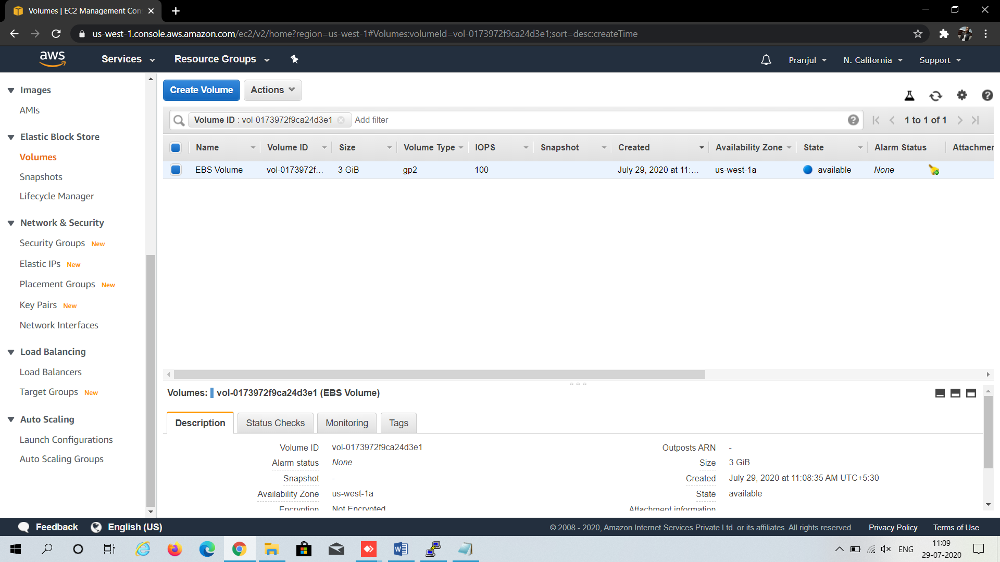 Volumes | EC2 Management Con
us-west-1.console.aws.amazon.com/ec2/v2/home?region=us-west-1#Volumes:volumeId=vol-0173972f9ca24d3e1;sort=desc:createTime
aws Services Resource Groups Pranjul N. California Support
Images
AMIs
Elastic Block Store
Volumes
Snapshots
Lifecycle Manager
Network & Security
Security Groups New
Elastic IPs New
Placement Groups New
Key Pairs New
Network Interfaces
Load Balancing
Load Balancers
Target Groups New
Auto Scaling
Launch Configurations
Auto Scaling Groups
Create Volume Actions
Volume ID : vol-0173972f9ca24d3e1 Add filter 1 to 1 of 1
Name Volume ID Size Volume Type IOPS Snapshot Created Availability Zone State Alarm Status Attachmen
EBS Volume vol-0173972f... 3 GiB gp2 100 July 29, 2020 at 11:... us-west-1a available None
Volumes: vol-0173972f9ca24d3e1 (EBS Volume)
Description Status Checks Monitoring Tags
Volume ID vol-0173972f9ca24d3e1 Outposts ARN -
Alarm status None Size 3 GiB
Snapshot - Created July 29, 2020 at 11:08:35 AM UTC+5:30
Availability Zone us-west-1a State available
Encryption Not Encrypted Attachment information
Feedback English (US) © 2008 - 2020, Amazon Internet Services Private Ltd. or its affiliates. All rights reserved. Privacy Policy Terms of Use
ENG 11:09
29-07-2020